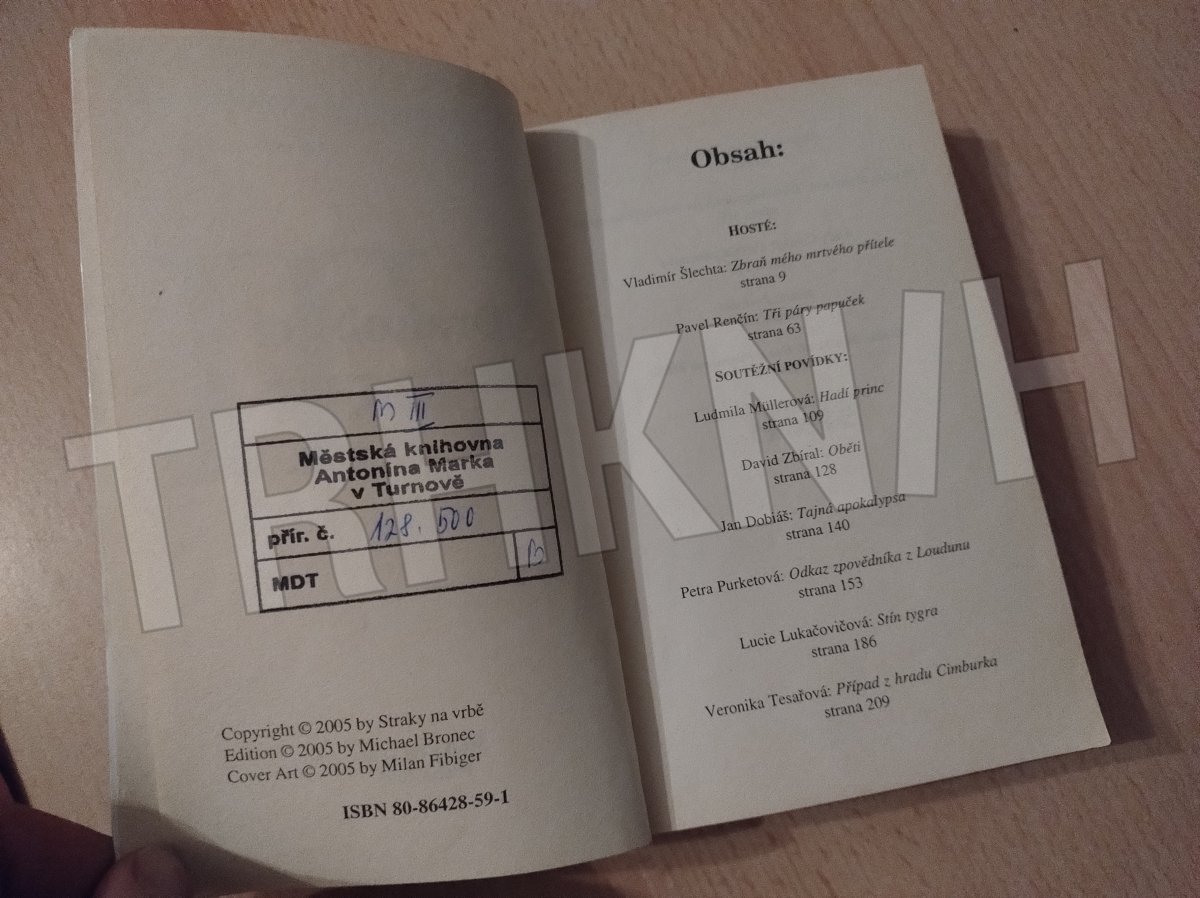 M III
Městská knihovna
Antonína Marka
v Turnově
přír. č. 128.500
MDT
Copyright © 2005 by Straky na vrbě
Edition © 2005 by Michael Bronec
Cover Art © 2005 by Milan Fibiger
ISBN 80-86428-59-1
Obsah:
HOSTÉ:
Vladimír Šlechta: Zbraň mého mrtvého přítele
strana 9
Pavel Renčín: Tři páry papuček
strana 63
SOUTĚŽNÍ POVÍDKY:
Ludmila Müllerová: Hadí princ
strana 109
David Zbíral: Oběti
strana 128
Jan Dobiáš: Tajná apokalypsa
strana 140
Petra Purketová: Odkaz zpovědníka z Loudunu
strana 153
Lucie Lukačovičová: Stín tygra
strana 186
Veronika Tesařová: Případ z hradu Cimburka
strana 209
TRHKNIH